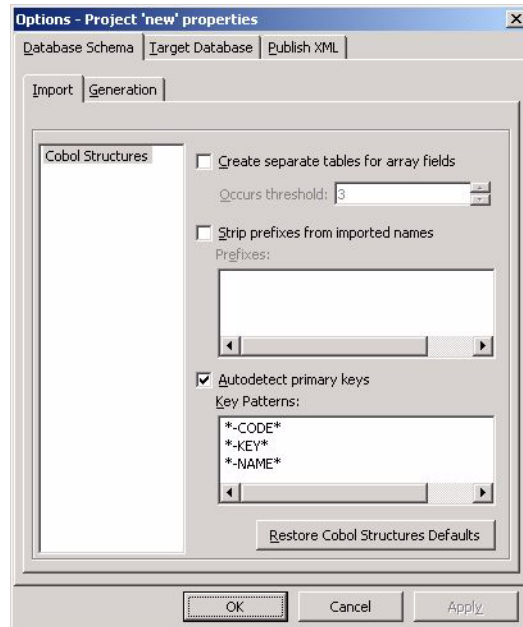 Options - Project 'new' properties
Database Schema Target Database Publish XML
Import Generation
Cobol Structures
Create separate tables for array fields
Occurs threshold: 3
Strip prefixes from imported names
Prefixes:
Autodetect primary keys
Key Patterns:
*-CODE*
*-KEY*
*-NAME*
Restore Cobol Structures Defaults
OK Cancel Apply